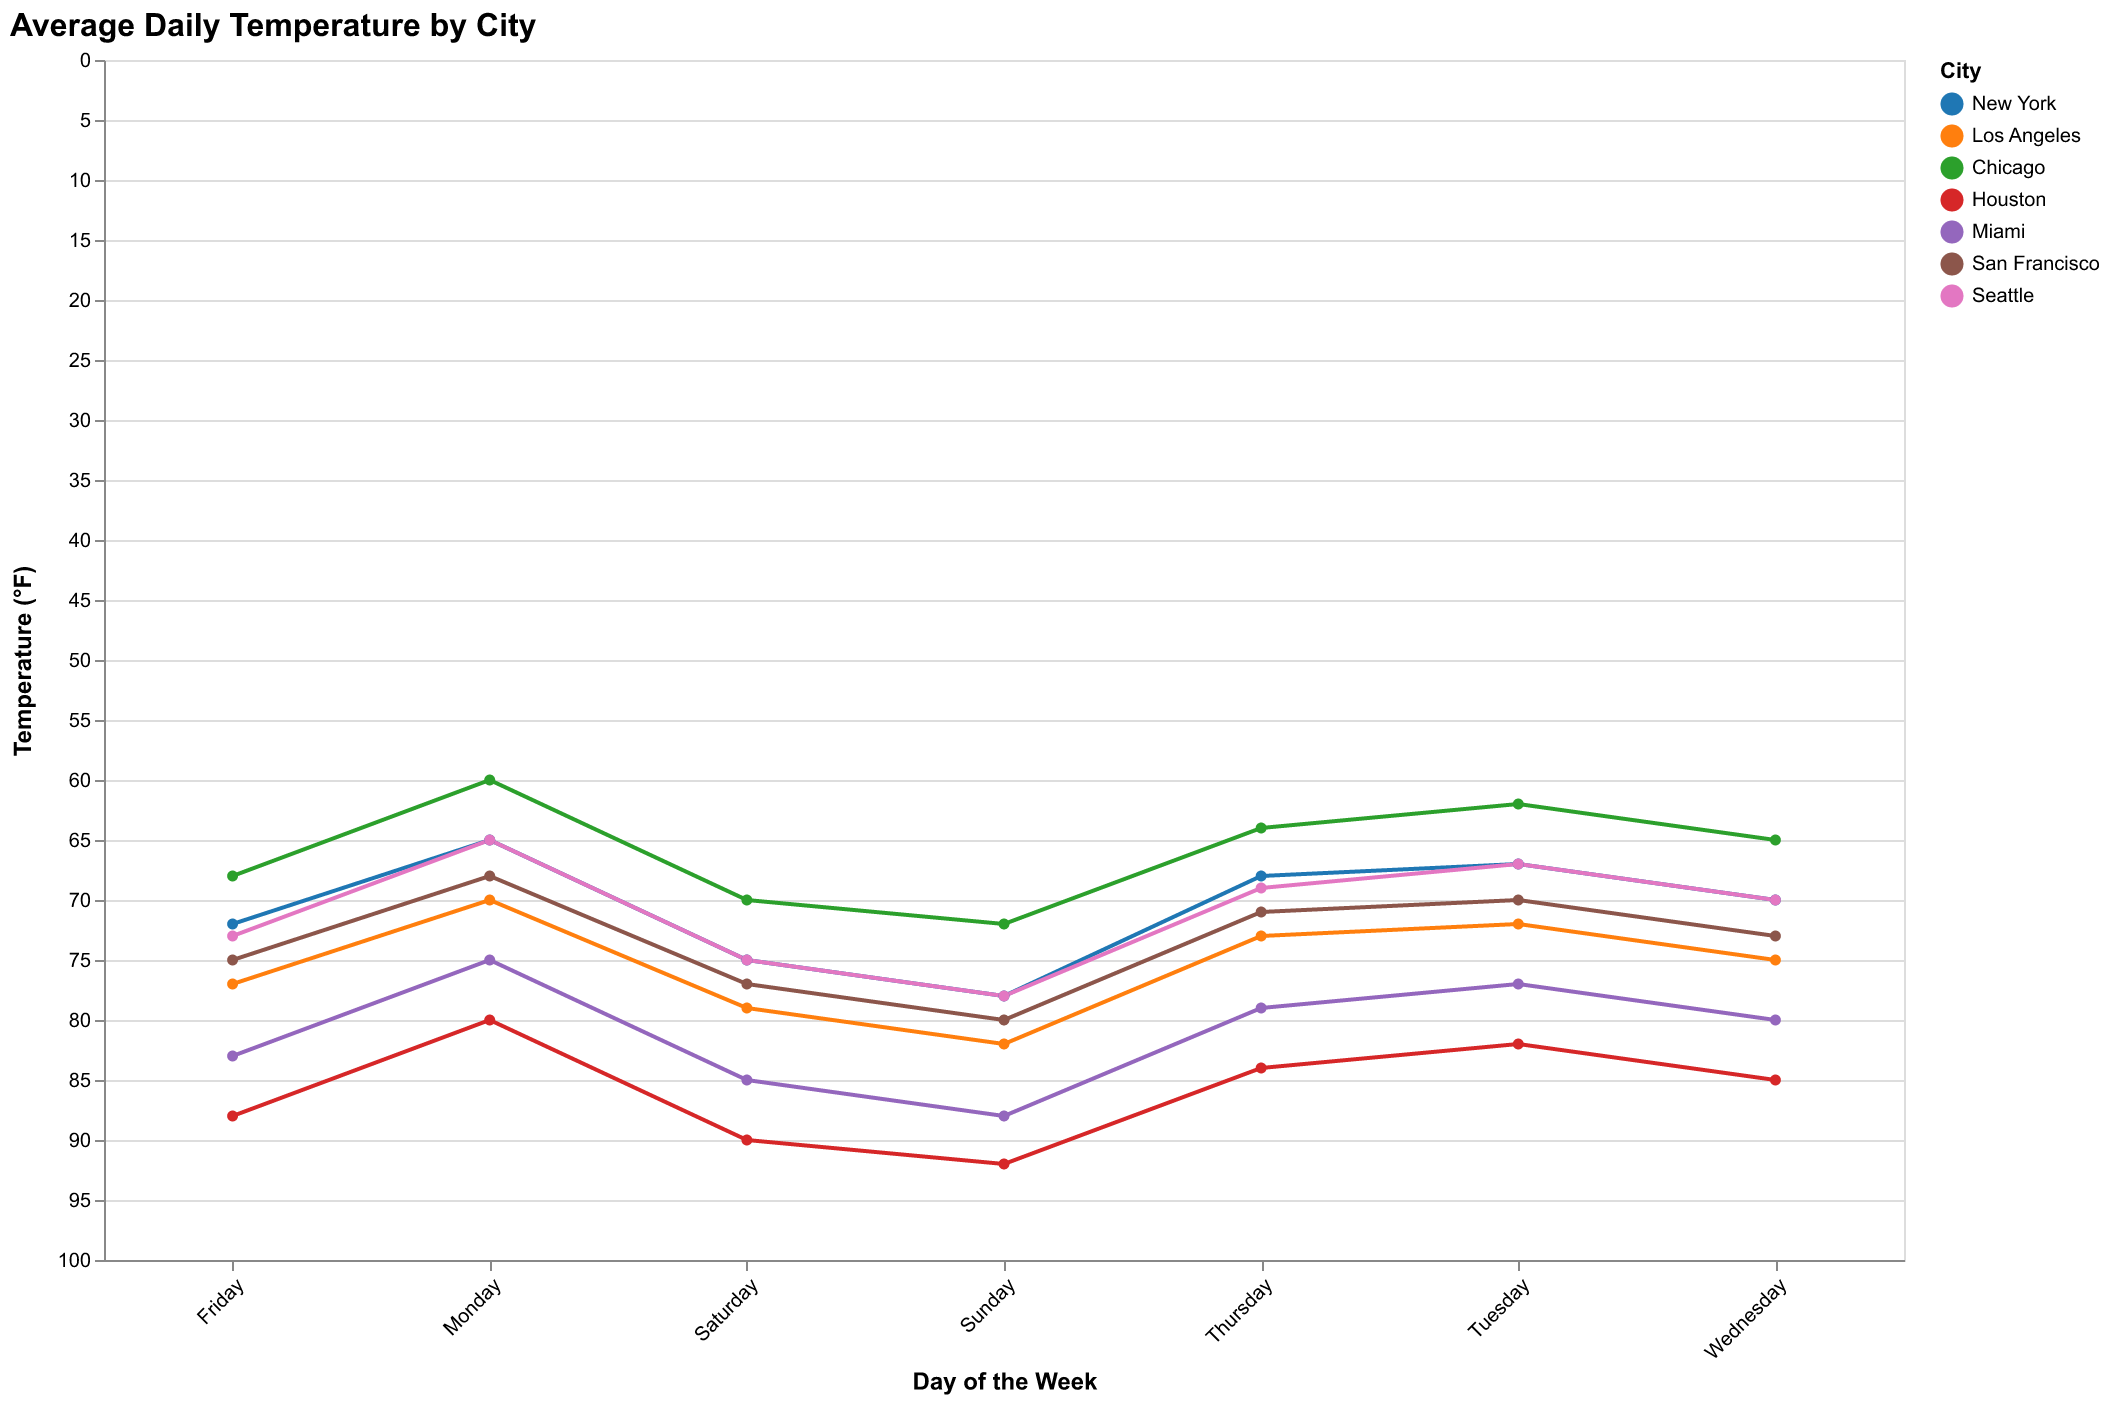 Average Daily Temperature by City
0
5
10
15
20
25
30
35
40
45
50
55
60
65
70
75
80
85
90
95
100
Temperature (°F)
Friday
Monday
Saturday
Sunday
Thursday
Tuesday
Wednesday
Day of the Week
City
New York
Los Angeles
Chicago
Houston
Miami
San Francisco
Seattle